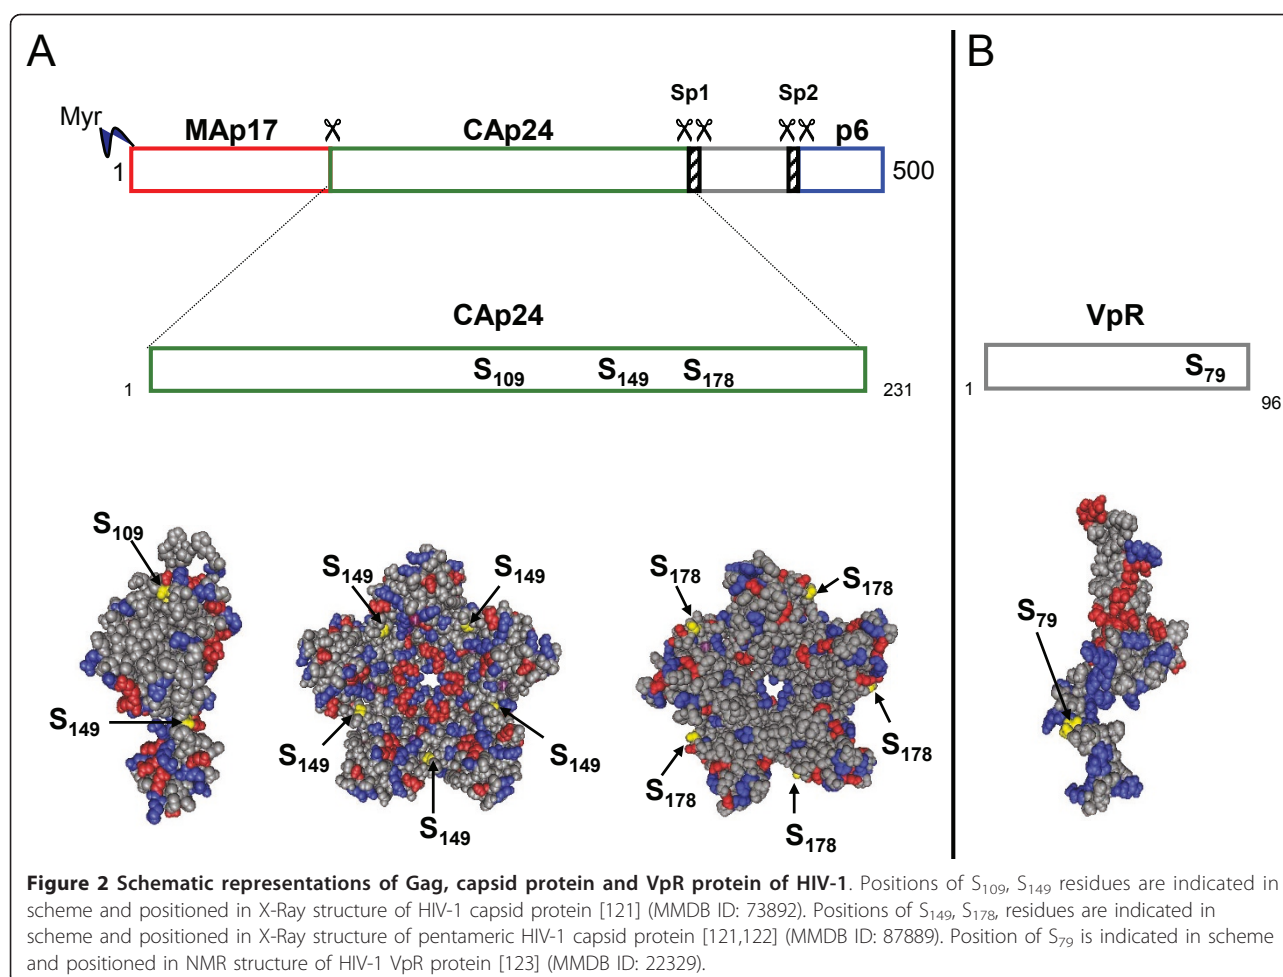 A
B
Sp1 Sp2
Myr
MAp17 CAp24 p6
1 500
CAp24
S109 S149 S178
1 231
VpR
S79
1 96
S109
S149
S149 S149
S149 S149
S149
S178 S178
S178 S178
S178
S79
Figure 2 Schematic representations of Gag, capsid protein and VpR protein of HIV-1. Positions of S109, S149 residues are indicated in
scheme and positioned in X-Ray structure of HIV-1 capsid protein [121] (MMDB ID: 73892). Positions of S149, S178, residues are indicated in
scheme and positioned in X-Ray structure of pentameric HIV-1 capsid protein [121,122] (MMDB ID: 87889). Position of S79 is indicated in scheme
and positioned in NMR structure of HIV-1 VpR protein [123] (MMDB ID: 22329).